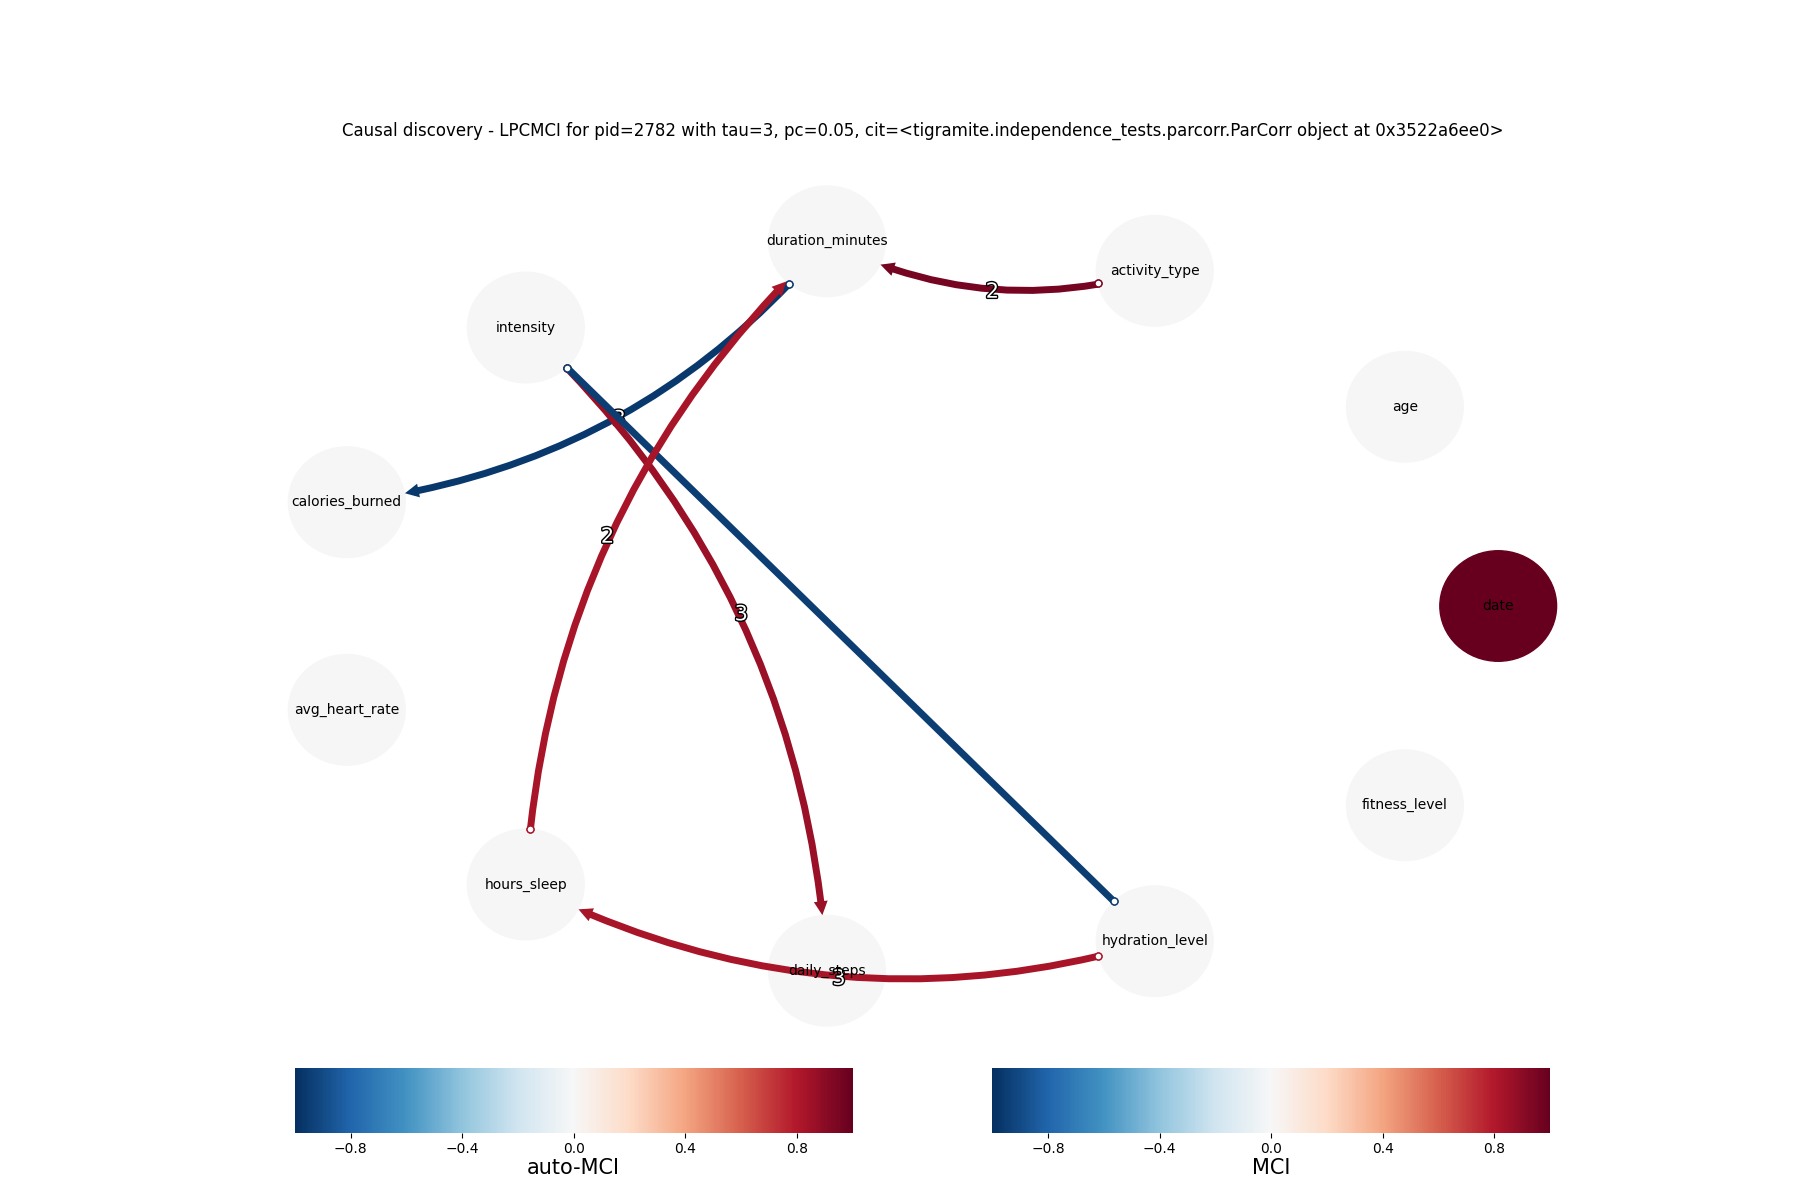 Causal discovery - LPCMCI for pid=2782 with tau=3, pc=0.05, cit=<tigramite.independence_tests.parcorr.ParCorr object at 0x3522a6ee0>
duration_minutes
activity_type
2
intensity
age
calories_burned
2
date
3
avg_heart_rate
fitness_level
hours_sleep
hydration_level
daily_steps
3
−0.8 −0.4 0.0 0.4 0.8
auto-MCI
−0.8 −0.4 0.0 0.4 0.8
MCI